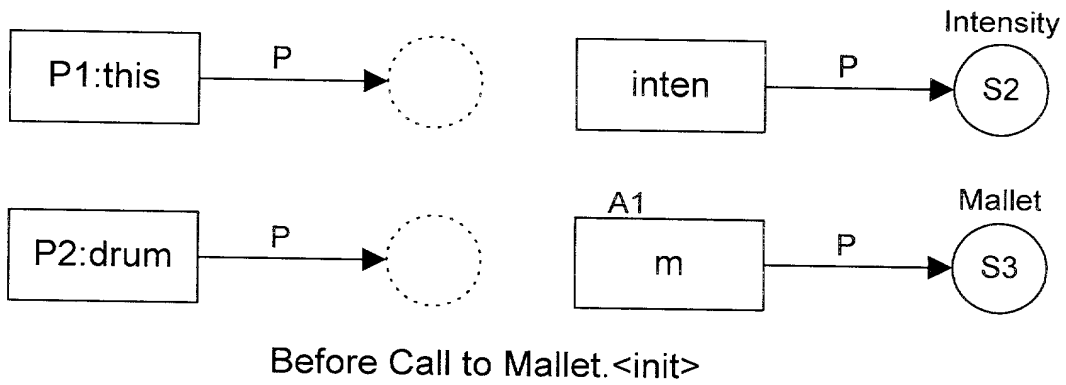 Intensity
P1:this P inten P S2
A1 Mallet
P2:drum P m P S3
Before Call to Mallet.<init>